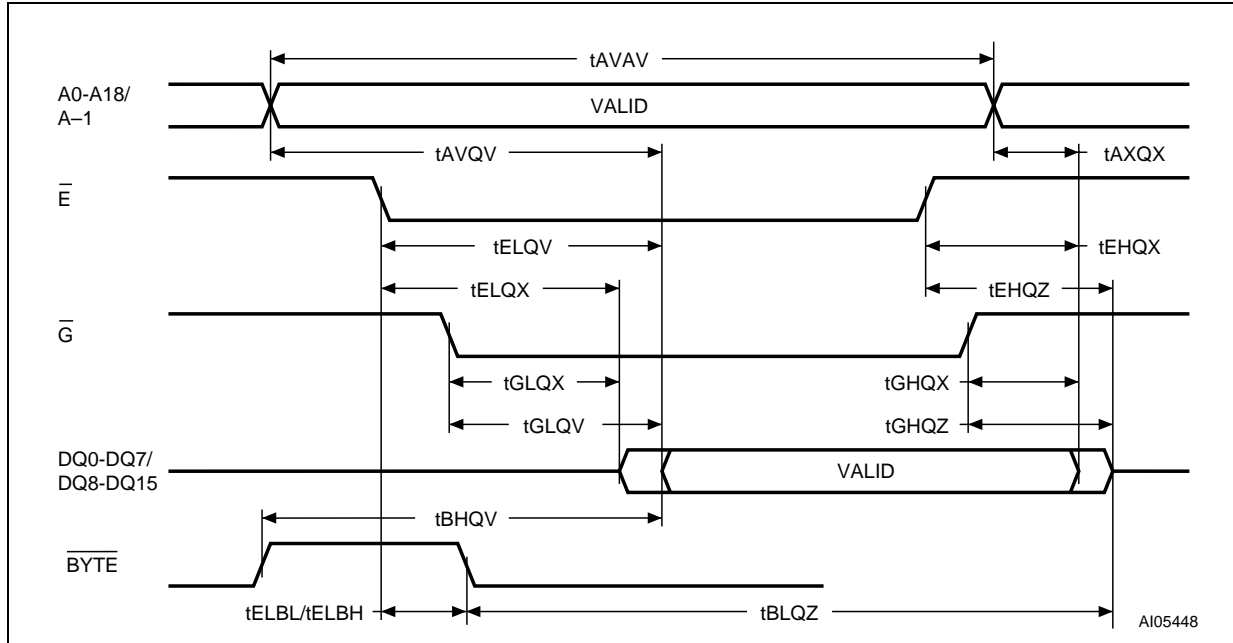 tAVAV
A0-A18/
A–1
VALID
tAVQV
tAXQX
E̅
tELQV
tEHQX
tELQX
tEHQZ
G̅
tGLQX
tGHQX
tGLQV
tGHQZ
DQ0-DQ7/
DQ8-DQ15
VALID
tBHQV
B̅Y̅T̅E̅
tELBL/tELBH
tBLQZ
AI05448